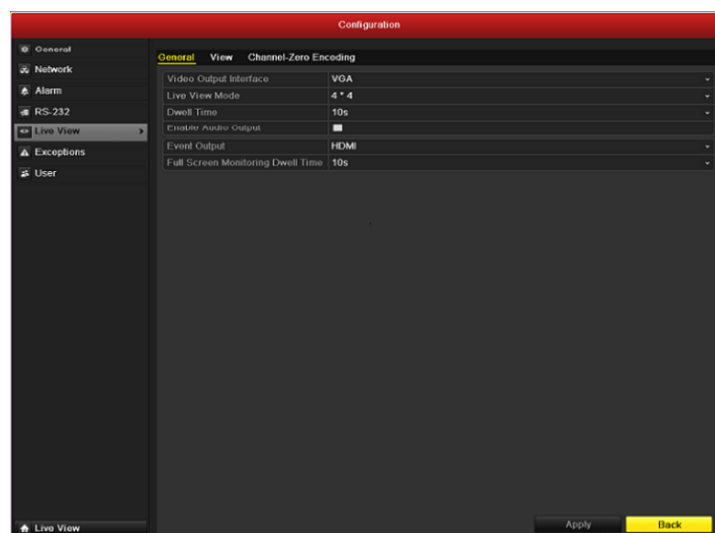 Configuration
General
Network
Alarm
RS-232
Live View
Exceptions
User
General View Channel-Zero Encoding
Video Output Interface VGA
Live View Mode 4 * 4
Dwell Time 10s
Enable Audio Output
Event Output HDMI
Full Screen Monitoring Dwell Time 10s
Live View
Apply Back